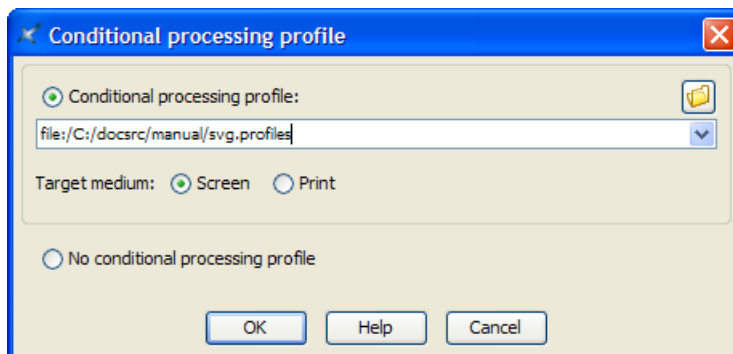 Conditional processing profile
Conditional processing profile:
file:/C:/docsrc/manual/svg.profiles
Target medium: Screen Print
No conditional processing profile
OK Help Cancel